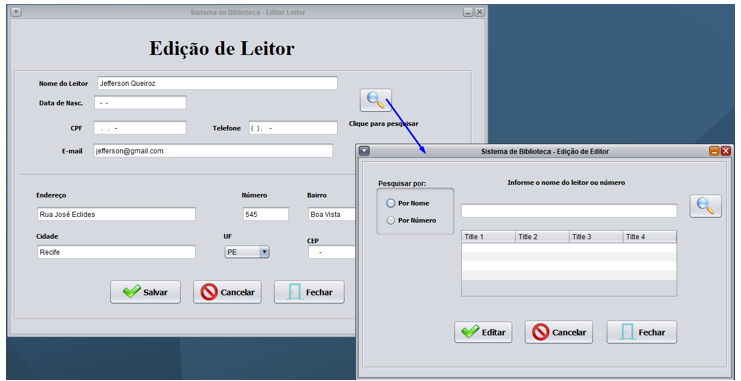 Sistema de Biblioteca - Editar Leitor
Edição de Leitor
Nome do Leitor Jefferson Queiroz
Data de Nasc. - -
Clique para pesquisar
CPF . . - Telefone ( ). -
E-mail jefferson@gmail.com
Endereço Número Bairro
Rua José Eclides 545 Boa Vista
Cidade UF CEP
Recife PE -
Salvar Cancelar Fechar
Sistema de Biblioteca - Edição de Editor
Pesquisar por: Informe o nome do leitor ou número
Por Nome
Por Número
Title 1 Title 2 Title 3 Title 4
Editar Cancelar Fechar